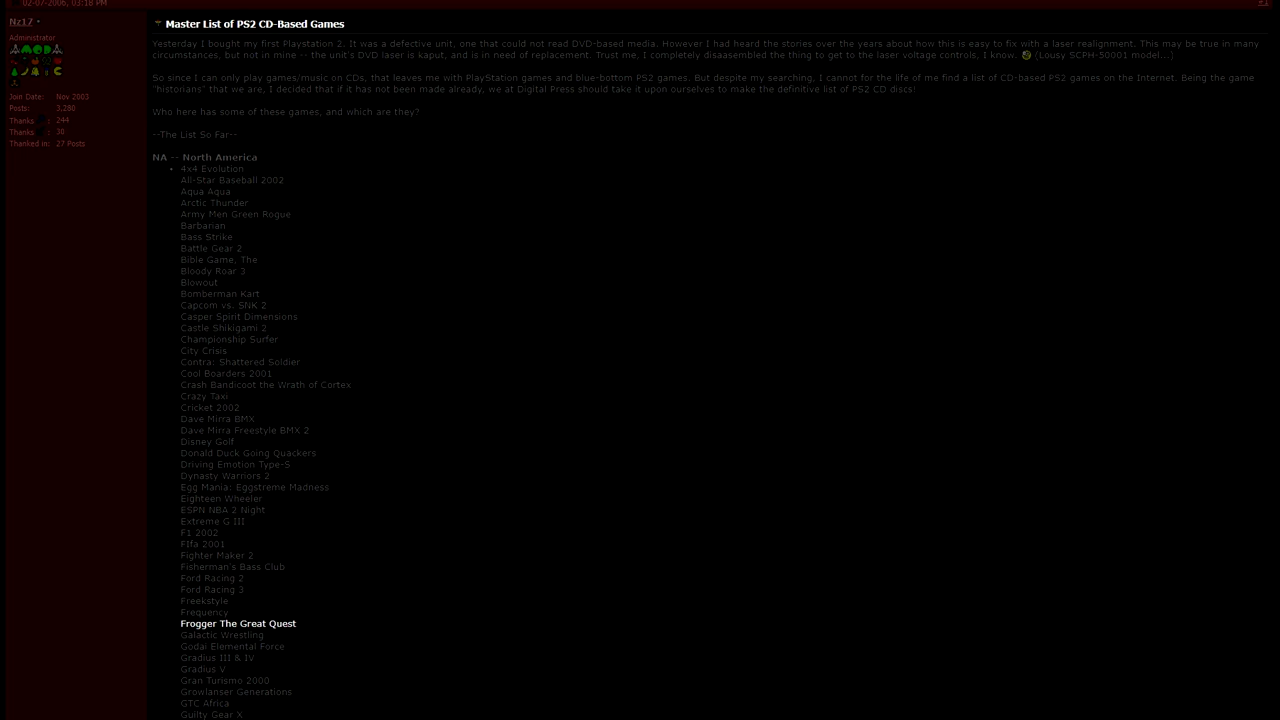 02-07-2006, 03:18 PM
Nz17
Administrator
Join Date: Nov 2003
Posts: 3,280
Thanks : 244
Thanks : 30
Thanked in: 27 Posts
Master List of PS2 CD-Based Games
Yesterday I bought my first Playstation 2. It was a defective unit, one that could not read DVD-based media. However I had heard the stories over the years about how this is easy to fix with a laser realignment. This may be true in many
circumstances, but not in mine -- the unit's DVD laser is kaput, and is in need of replacement. Trust me, I completely disaasembled the thing to get to the laser voltage controls, I know. (Lousy SCPH-50001 model...)
So since I can only play games/music on CDs, that leaves me with PlayStation games and blue-bottom PS2 games. But despite my searching, I cannot for the life of me find a list of CD-based PS2 games on the Internet. Being the game
"historians" that we are, I decided that if it has not been made already, we at Digital Press should take it upon ourselves to make the definitive list of PS2 CD discs!
Who here has some of these games, and which are they?
--The List So Far--
NA -- North America
• 4x4 Evolution
All-Star Baseball 2002
Aqua Aqua
Arctic Thunder
Army Men Green Rogue
Barbarian
Bass Strike
Battle Gear 2
Bible Game, The
Bloody Roar 3
Blowout
Bomberman Kart
Capcom vs. SNK 2
Casper Spirit Dimensions
Castle Shikigami 2
Championship Surfer
City Crisis
Contra: Shattered Soldier
Cool Boarders 2001
Crash Bandicoot the Wrath of Cortex
Crazy Taxi
Cricket 2002
Dave Mirra BMX
Dave Mirra Freestyle BMX 2
Disney Golf
Donald Duck Going Quackers
Driving Emotion Type-S
Dynasty Warriors 2
Egg Mania: Eggstreme Madness
Eighteen Wheeler
ESPN NBA 2 Night
Extreme G III
F1 2002
FIfa 2001
Fighter Maker 2
Fisherman's Bass Club
Ford Racing 2
Ford Racing 3
Freekstyle
Frequency
Frogger The Great Quest
Galactic Wrestling
Godai Elemental Force
Gradius III & IV
Gradius V
Gran Turismo 2000
Growlanser Generations
GTC Africa
Guilty Gear X